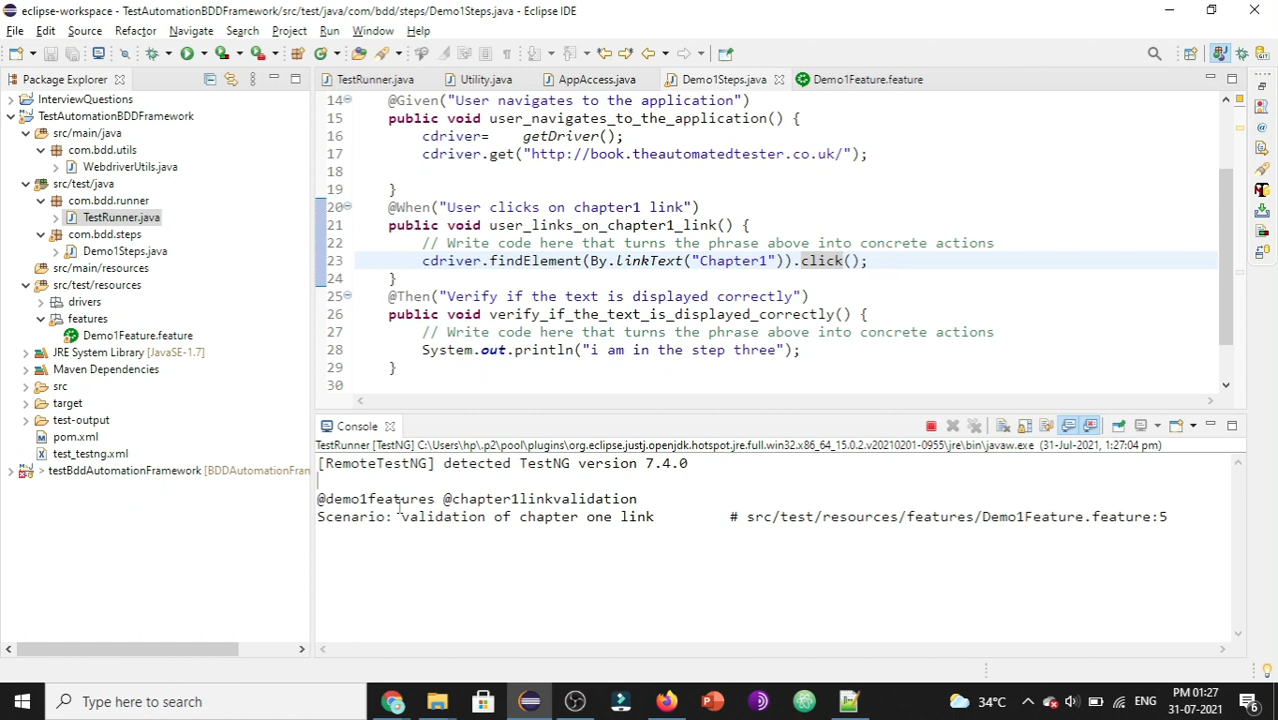 eclipse-workspace - TestAutomationBDDFramework/src/test/java/com/bdd/steps/Demo1Steps.java - Eclipse IDE
File Edit Source Refactor Navigate Search Project Run Window Help
Package Explorer
TestRunner.java Utility.java AppAccess.java Demo1Steps.java Demo1Feature.feature
InterviewQuestions
TestAutomationBDDFramework
src/main/java
com.bdd.utils
WebdriverUtils.java
src/test/java
com.bdd.runner
TestRunner.java
com.bdd.steps
Demo1Steps.java
src/main/resources
src/test/resources
drivers
features
Demo1Feature.feature
JRE System Library [JavaSE-1.7]
Maven Dependencies
src
target
test-output
pom.xml
test_testng.xml
> testBddAutomationFramework [BDDAutomationFran
14 @Given("User navigates to the application")
15 public void user_navigates_to_the_application() {
16 cdriver= getDriver();
17 cdriver.get("http://book.theautomatedtester.co.uk/");
18
19 }
20 @When("User clicks on chapter1 link")
21 public void user_links_on_chapter1_link() {
22 // Write code here that turns the phrase above into concrete actions
23 cdriver.findElement(By.linkText("Chapter1")).click();
24 }
25 @Then("Verify if the text is displayed correctly")
26 public void verify_if_the_text_is_displayed_correctly() {
27 // Write code here that turns the phrase above into concrete actions
28 System.out.println("i am in the step three");
29 }
30
Console
TestRunner [TestNG] C:\Users\hp\.p2\pool\plugins\org.eclipse.justj.openjdk.hotspot.jre.full.win32.x86_64_15.0.2.v20210201-0955\jre\bin\javaw.exe (31-Jul-2021, 1:27:04 pm)
[RemoteTestNG] detected TestNG version 7.4.0
@demo1features @chapter1linkvalidation
Scenario: validation of chapter one link # src/test/resources/features/Demo1Feature.feature:5
Type here to search
34°C
ENG
PM 01:27
31-07-2021
6